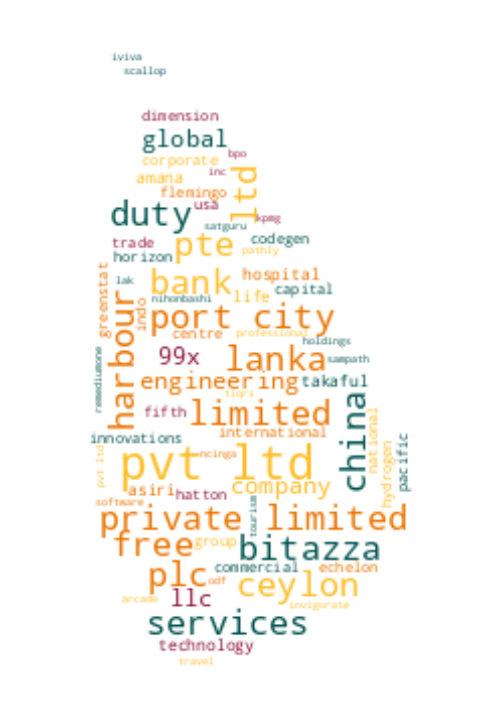 iviva
scallop
dimension
global
bpo
corporate
inc
amana
ltd
flemingo
usa
duty
kpmg
satguru
pte
codegen
trade
pathly
horizon
hospital
greenstat
lak
bank
capital
nihonbashi
life
indo
port city
harbour
centre
professional
holdings
99x
lanka
sampath
remediumone
engineering
takaful
fifth
limited
china
innovations
international
national
pacific
pvt ltd
pvt ltd
ncinga
hydrogen
asiri
hatton
company
software
private limited
tourism
free
group
bitazza
plc
commercial
echelon
odf
ceylon
arcade
llc
invigorate
services
technology
travel